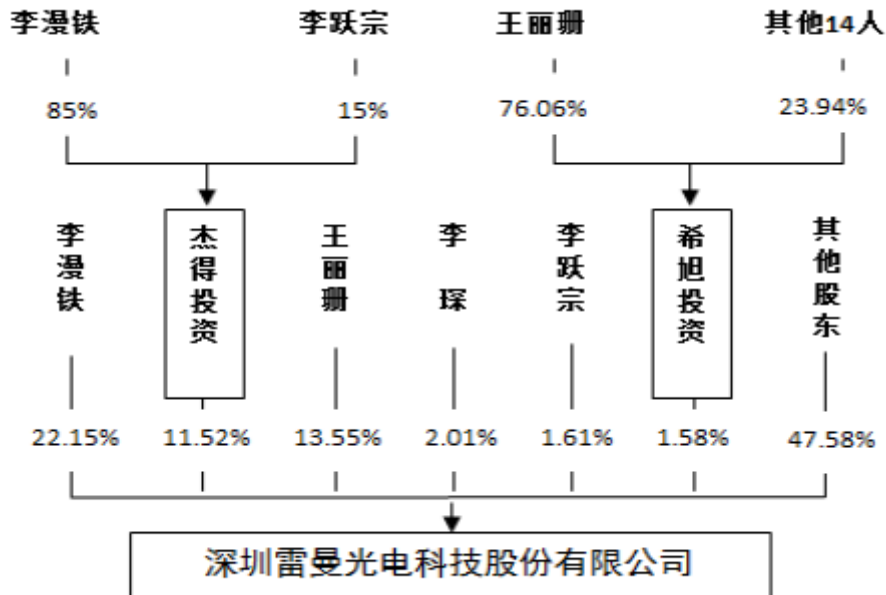 李漫铁 李跃宗 王丽珊 其他14人
85% 15% 76.06% 23.94%
李漫铁 杰得投资 王丽珊 李琛 李跃宗 希旭投资 其他股东
22.15% 11.52% 13.55% 2.01% 1.61% 1.58% 47.58%
深圳雷曼光电科技股份有限公司